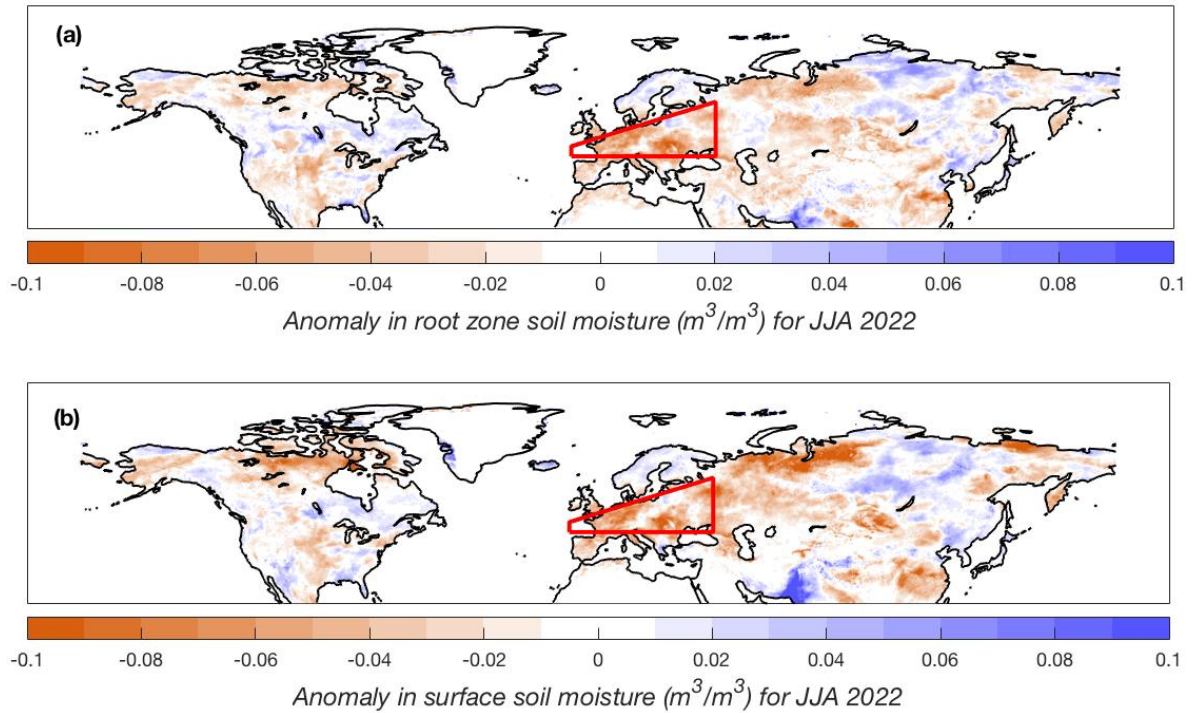 (a)
-0.1 -0.08 -0.06 -0.04 -0.02 0 0.02 0.04 0.06 0.08 0.1
Anomaly in root zone soil moisture (m³/m³) for JJA 2022
(b)
-0.1 -0.08 -0.06 -0.04 -0.02 0 0.02 0.04 0.06 0.08 0.1
Anomaly in surface soil moisture (m³/m³) for JJA 2022